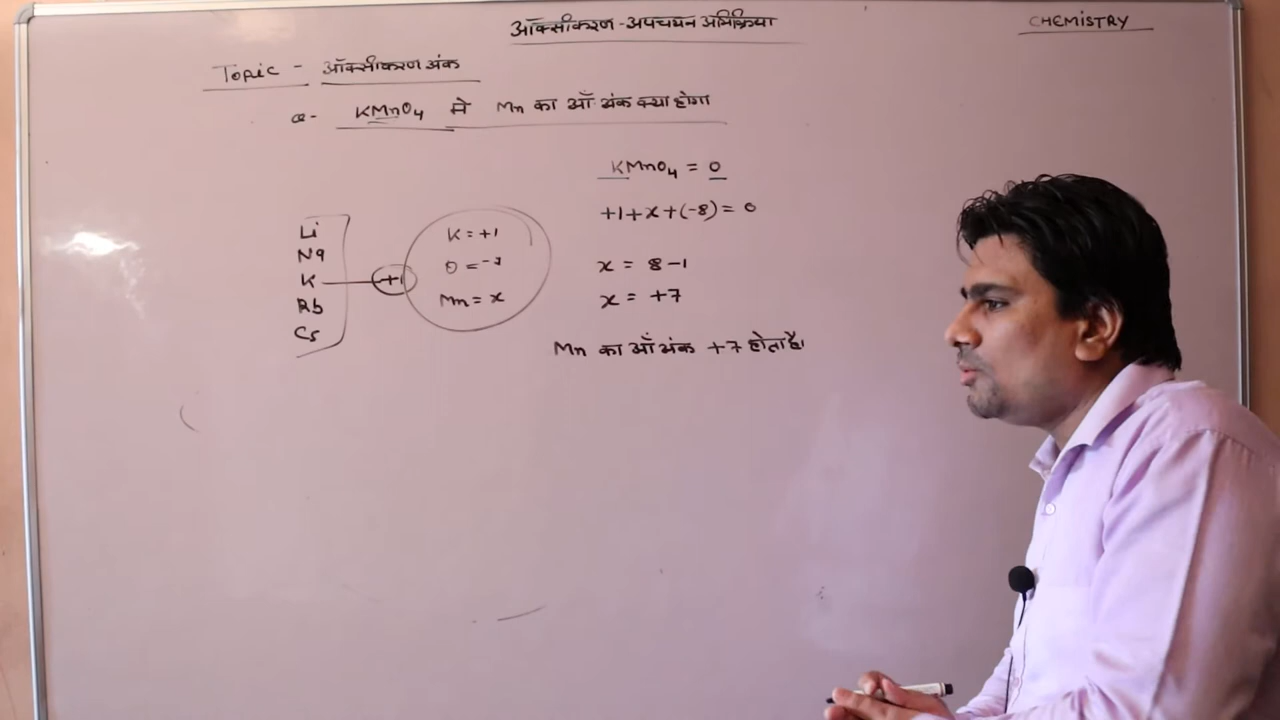 ऑक्सीकरण-अपचयन अभिक्रिया
CHEMISTRY
Topic - ऑक्सीकरण अंक
Q- KMnO4 मे Mn का ऑ. अंक क्या होगा
KMnO4 = 0
+1+x+(-8)= 0
x = 8-1
x = +7
Mn का ऑ. अंक +7 होता है।
Li
Na
K
Rb
Cs
+1
K = +1
O = -2
Mn = x